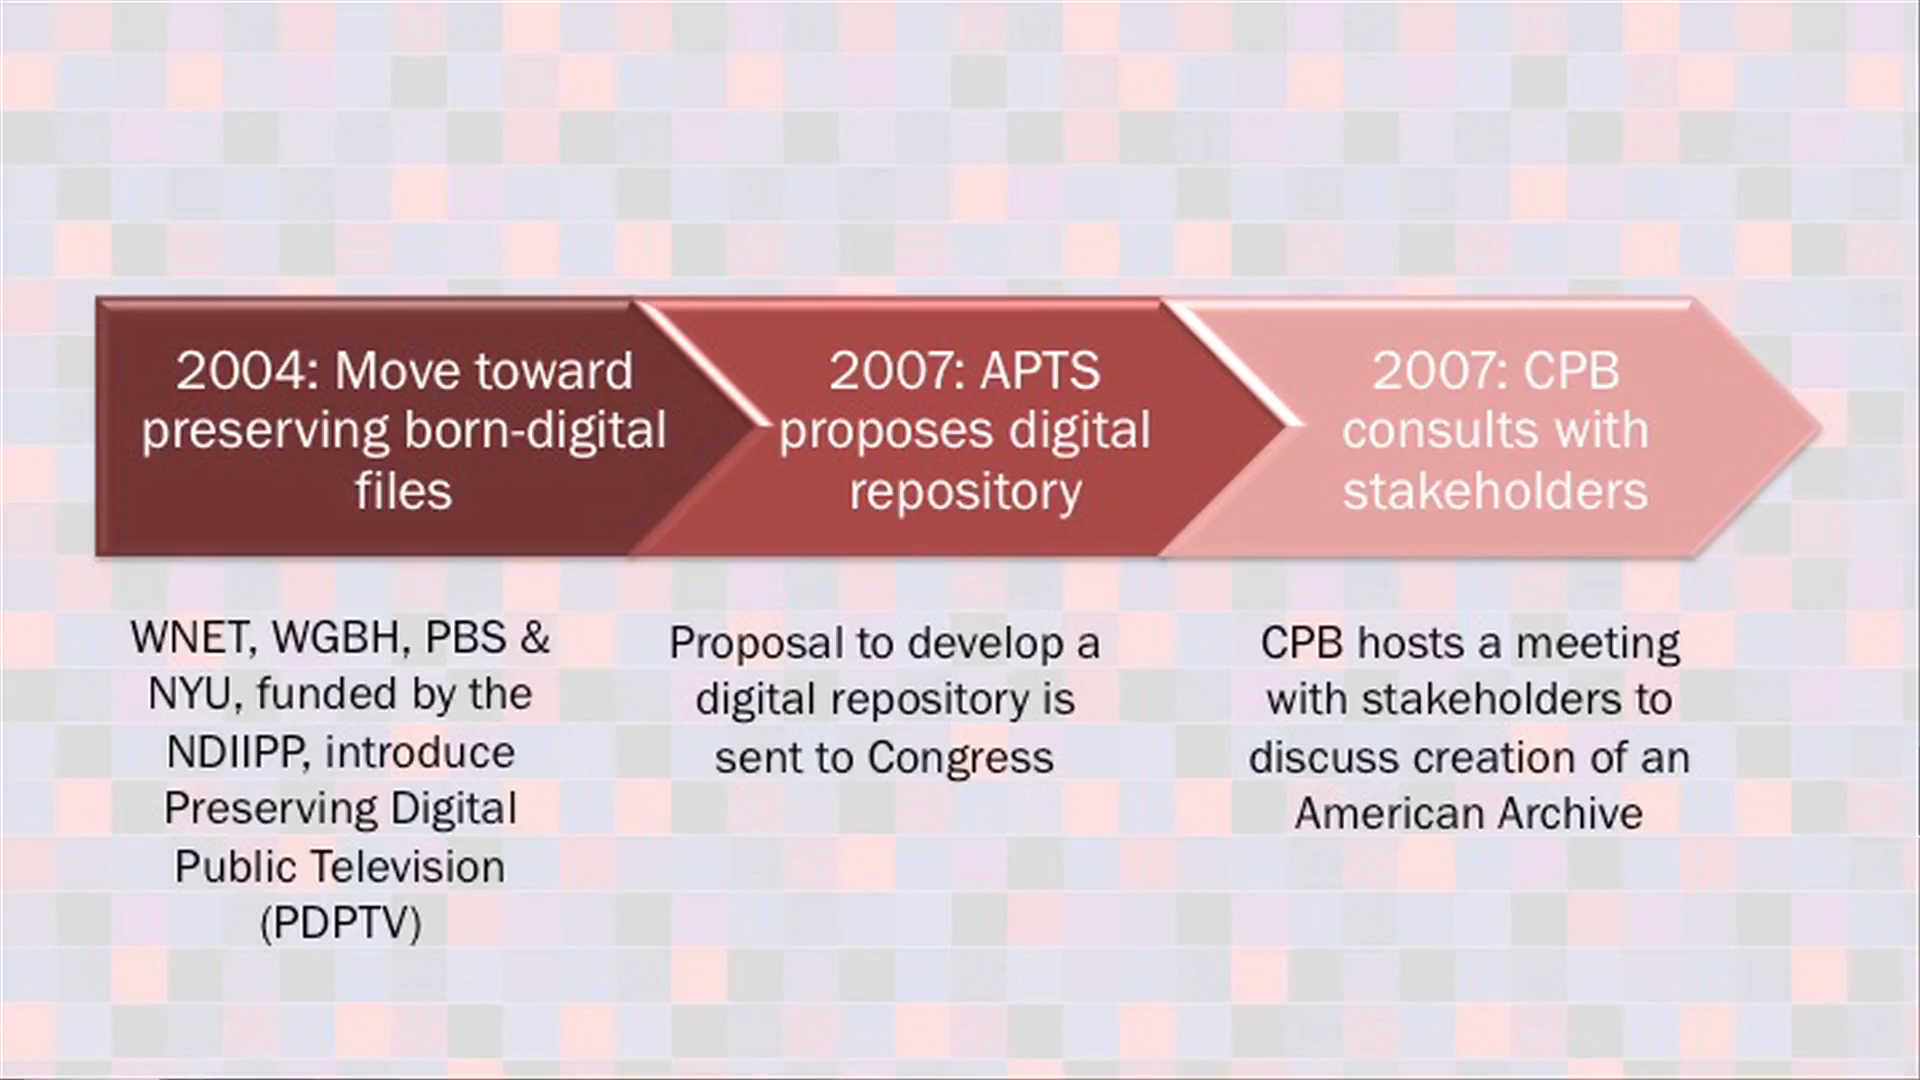 2004: Move toward
preserving born-digital
files
2007: APTS
proposes digital
repository
2007: CPB
consults with
stakeholders
WNET, WGBH, PBS &
NYU, funded by the
NDIIPP, introduce
Preserving Digital
Public Television
(PDPTV)
Proposal to develop a
digital repository is
sent to Congress
CPB hosts a meeting
with stakeholders to
discuss creation of an
American Archive